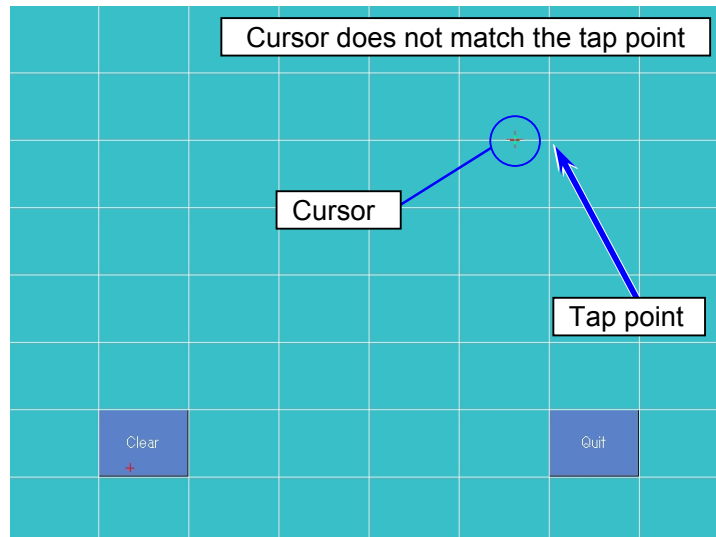 Cursor does not match the tap point
Cursor
Tap point
Clear
Quit